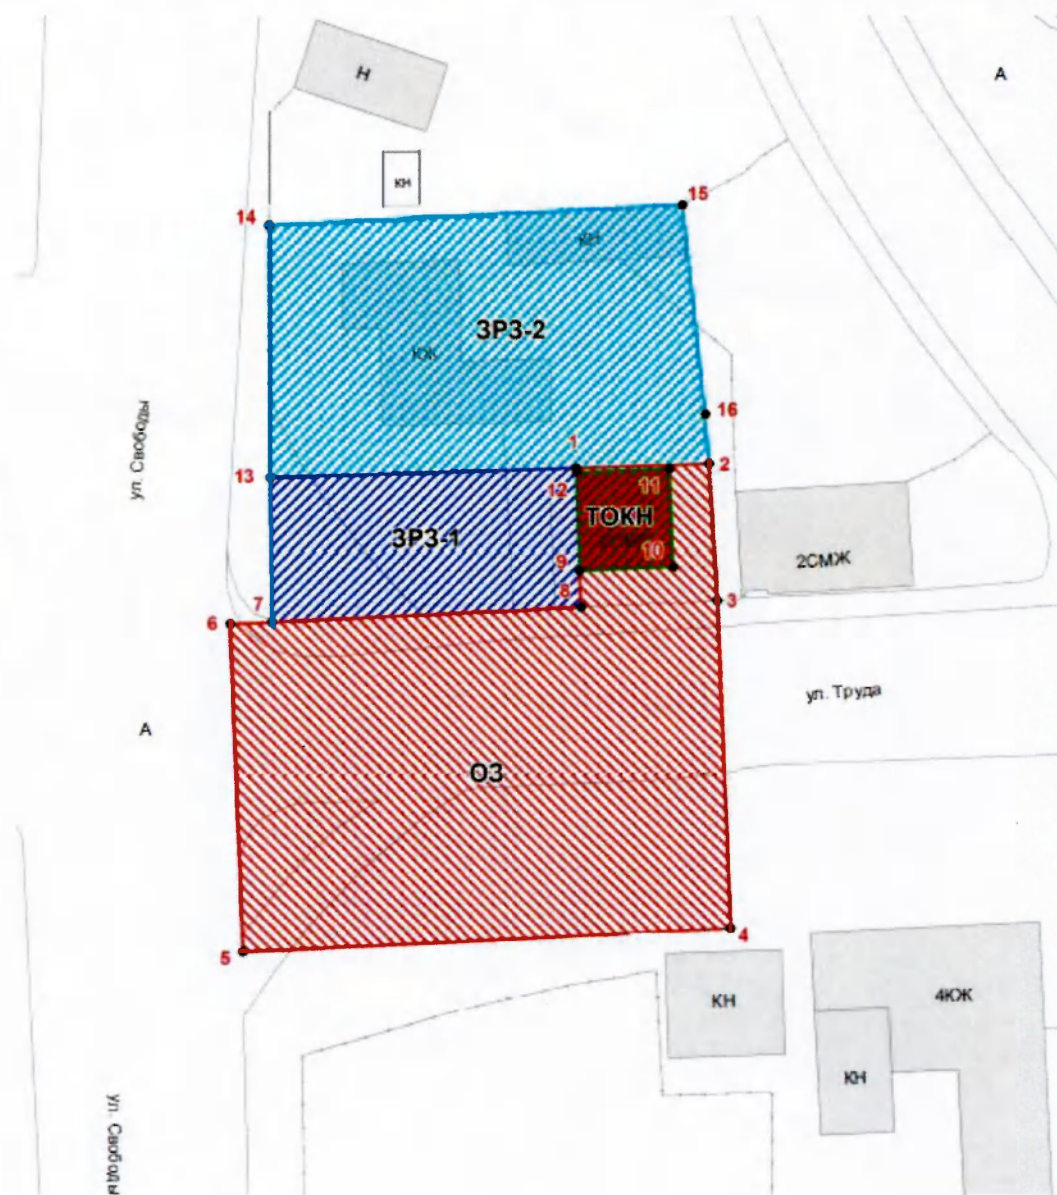 Н
А
кн
15
14
КН
ЗРЗ-2
КЖ
16
ул. Свободы
1
2
13
12
11
ТОКН
ЗРЗ-1
10
9
2СМЖ
8
3
7
6
ул. Труда
А
ОЗ
4
5
КН
4КЖ
КН
ул. Свободы